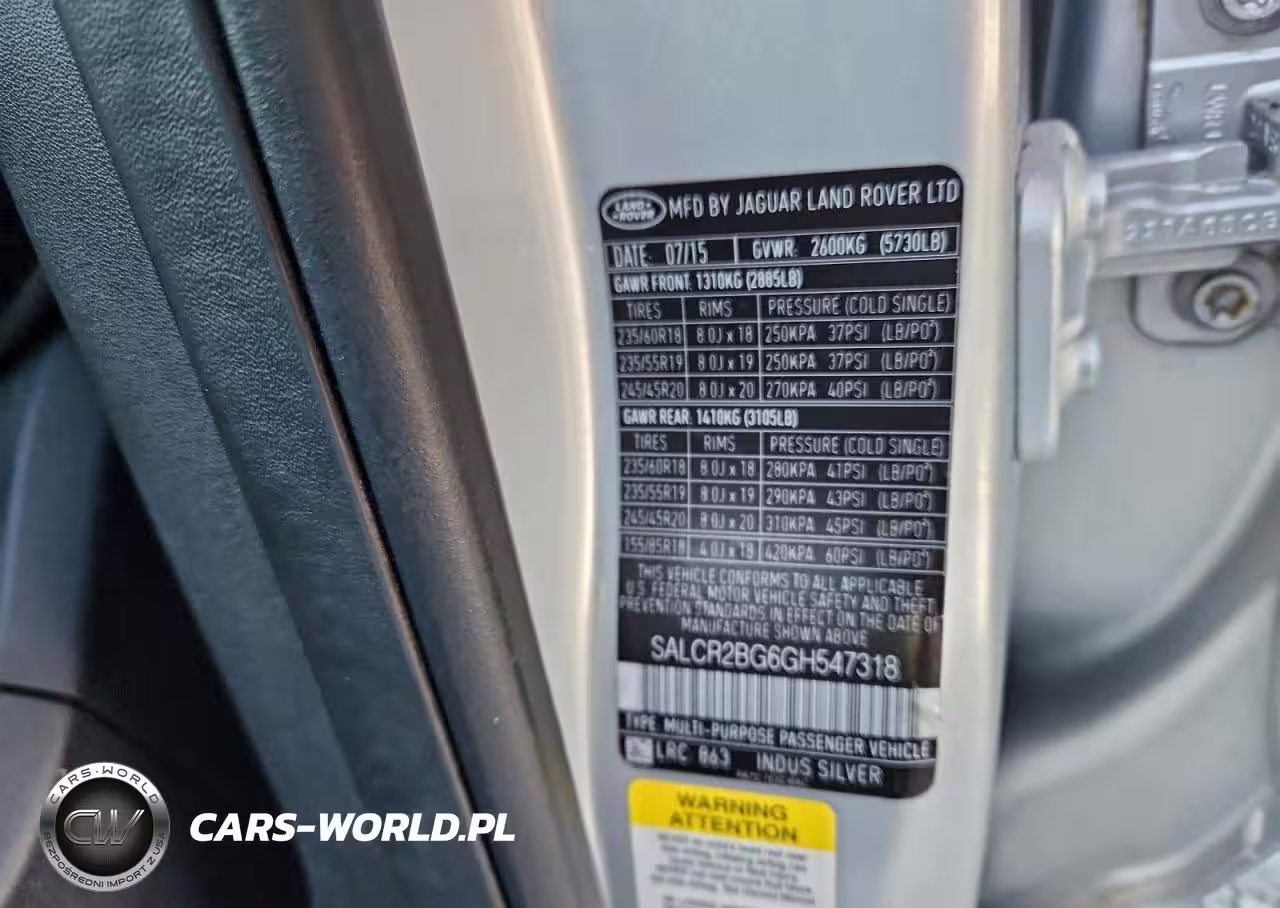 LAND ROVER MFD BY JAGUAR LAND ROVER LTD
DATE: 07/15 GVWR: 2600KG (5730LB)
GAWR FRONT: 1310KG (2885LB)
TIRES RIMS PRESSURE (COLD SINGLE)
235/60R18 8.0J x 18 250KPA 37PSI (LB/PO²)
235/55R19 8.0J x 19 250KPA 37PSI (LB/PO²)
245/45R20 8.0J x 20 270KPA 40PSI (LB/PO²)
GAWR REAR: 1410KG (3105LB)
TIRES RIMS PRESSURE (COLD SINGLE)
235/60R18 8.0J x 18 280KPA 41PSI (LB/PO²)
235/55R19 8.0J x 19 290KPA 43PSI (LB/PO²)
245/45R20 8.0J x 20 310KPA 45PSI (LB/PO²)
155/85R18 4.0J x 18 420KPA 60PSI (LB/PO²)
THIS VEHICLE CONFORMS TO ALL APPLICABLE
U.S. FEDERAL MOTOR VEHICLE SAFETY AND THEFT
PREVENTION STANDARDS IN EFFECT ON THE DATE OF
MANUFACTURE SHOWN ABOVE
SALCR2BG6GH547318
TYPE: MULTI-PURPOSE PASSENGER VEHICLE
LRC 863 INDUS SILVER
WARNING
ATTENTION
CARS-WORLD
CW
BEZPOŚREDNI IMPORT Z USA
CARS-WORLD.PL